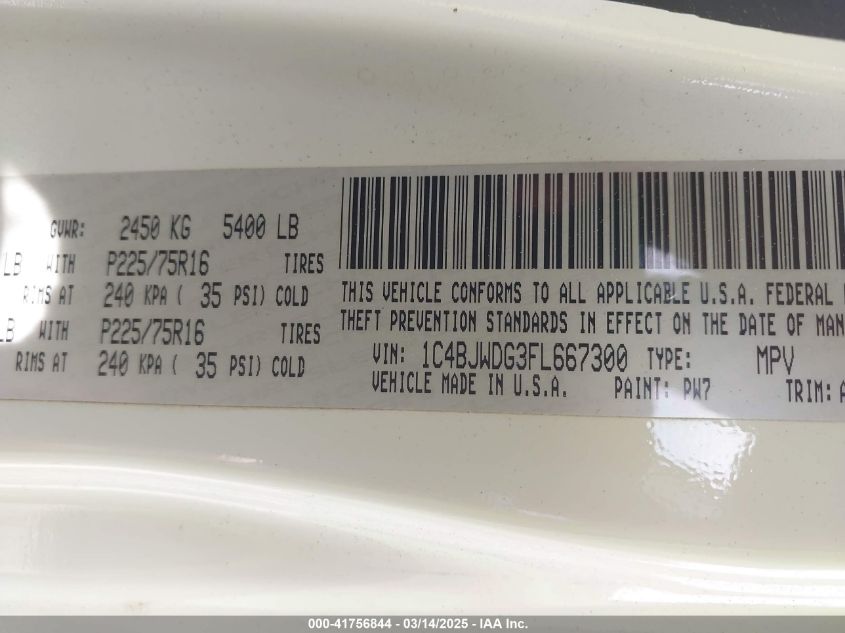 GVWR: 2450 KG 5400 LB
LB WITH P225/75R16 TIRES
RIMS AT 240 KPA ( 35 PSI) COLD
LB WITH P225/75R16 TIRES
RIMS AT 240 KPA ( 35 PSI) COLD
THIS VEHICLE CONFORMS TO ALL APPLICABLE U.S.A. FEDERAL
THEFT PREVENTION STANDARDS IN EFFECT ON THE DATE OF MAN
VIN: 1C4BJWDG3FL667300 TYPE: MPV
VEHICLE MADE IN U.S.A. PAINT: PW7 TRIM: A
000-41756844 - 03/14/2025 - IAA Inc.